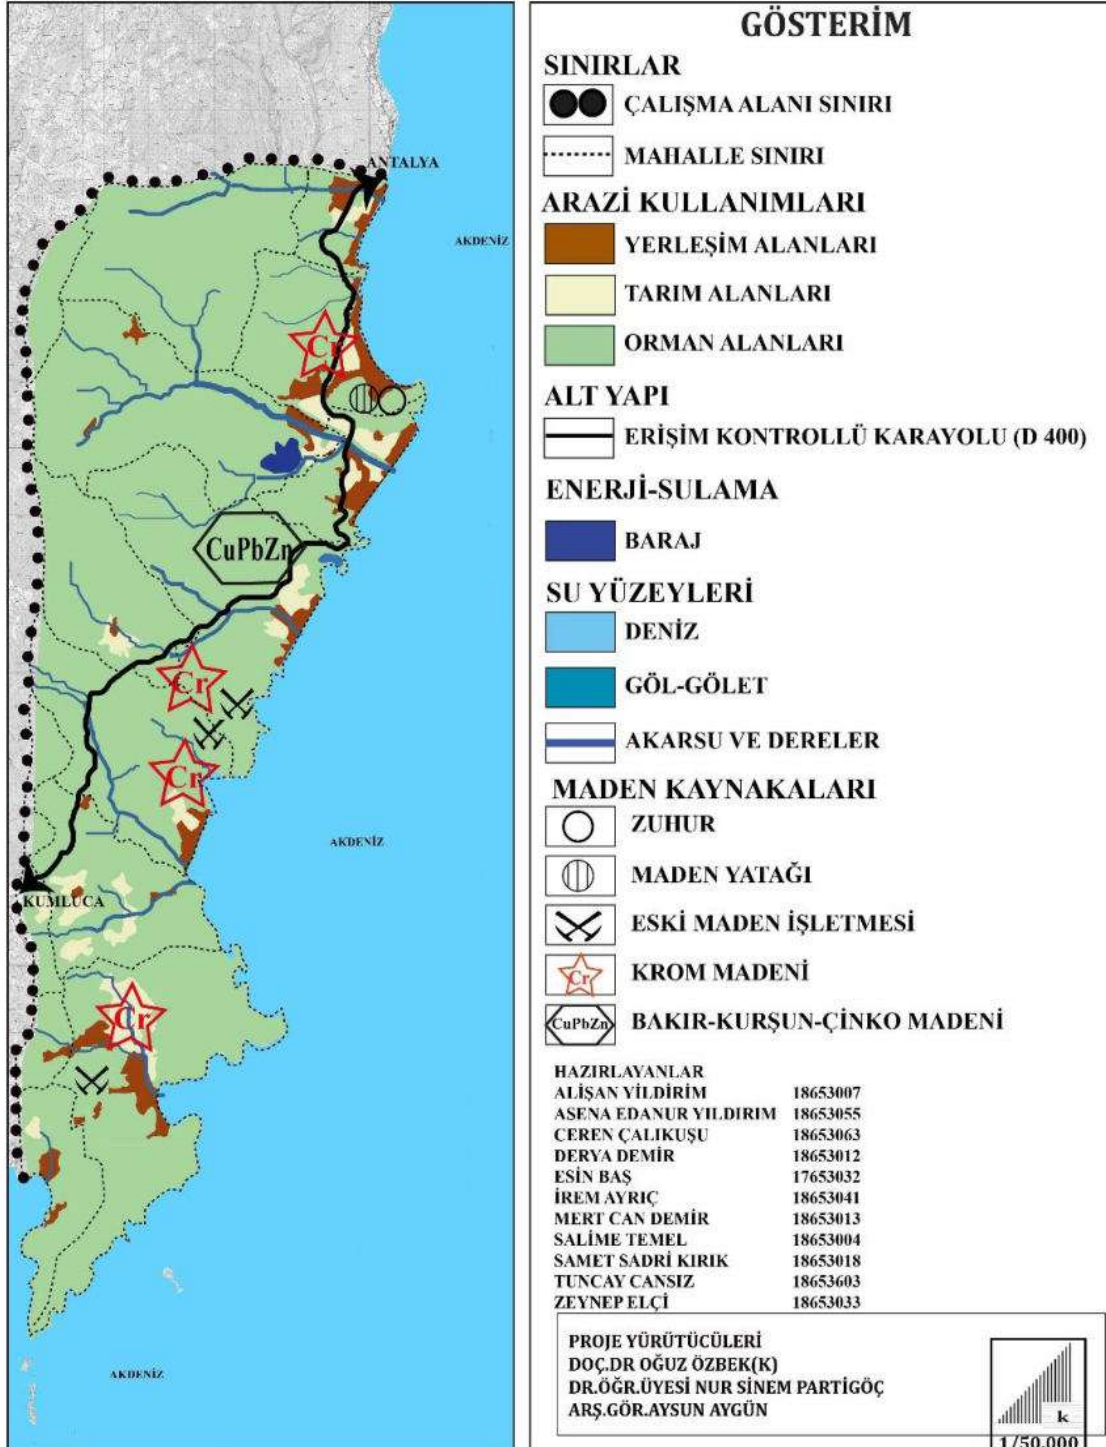 ANTALYA
AKDENİZ
Cr
CuPbZn
Cr
Cr
AKDENİZ
KUMLUCA
Cr
AKDENİZ
GÖSTERİM
SINIRLAR
ÇALIŞMA ALANI SINIRI
MAHALLE SINIRI
ARAZİ KULLANIMLARI
YERLEŞİM ALANLARI
TARIM ALANLARI
ORMAN ALANLARI
ALT YAPI
ERİŞİM KONTROLLÜ KARAYOLU (D 400)
ENERJİ-SULAMA
BARAJ
SU YÜZEYLERİ
DENİZ
GÖL-GÖLET
AKARSU VE DERELER
MADEN KAYNAKALARI
ZUHUR
MADEN YATAĞI
ESKİ MADEN İŞLETMESİ
Cr KROM MADENİ
CuPbZn BAKIR-KURŞUN-ÇİNKO MADENİ
HAZIRLAYANLAR
ALİŞAN YİLDİRİM 18653007
ASENA EDANUR YILDIRIM 18653055
CEREN ÇALIKUŞU 18653063
DERYA DEMİR 18653012
ESİN BAŞ 17653032
İREM AYRIÇ 18653041
MERT CAN DEMİR 18653013
SALİME TEMEL 18653004
SAMET SADRİ KIRIK 18653018
TUNCAY CANSIZ 18653603
ZEYNEP ELÇİ 18653033
PROJE YÜRÜTÜCÜLERİ
DOÇ.DR OĞUZ ÖZBEK(K)
DR.ÖĞR.ÜYESİ NUR SİNEM PARTİGÖÇ
ARŞ.GÖR.AYSUN AYGÜN
k
1/50.000